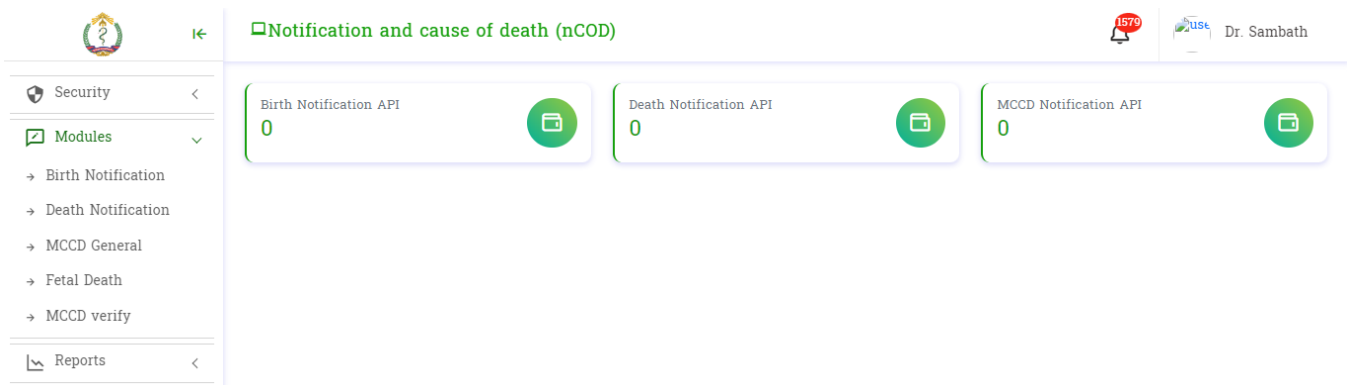 Notification and cause of death (nCOD)
1579
use
Dr. Sambath
Security
Modules
Birth Notification
Death Notification
MCCD General
Fetal Death
MCCD verify
Reports
Birth Notification API
0
Death Notification API
0
MCCD Notification API
0